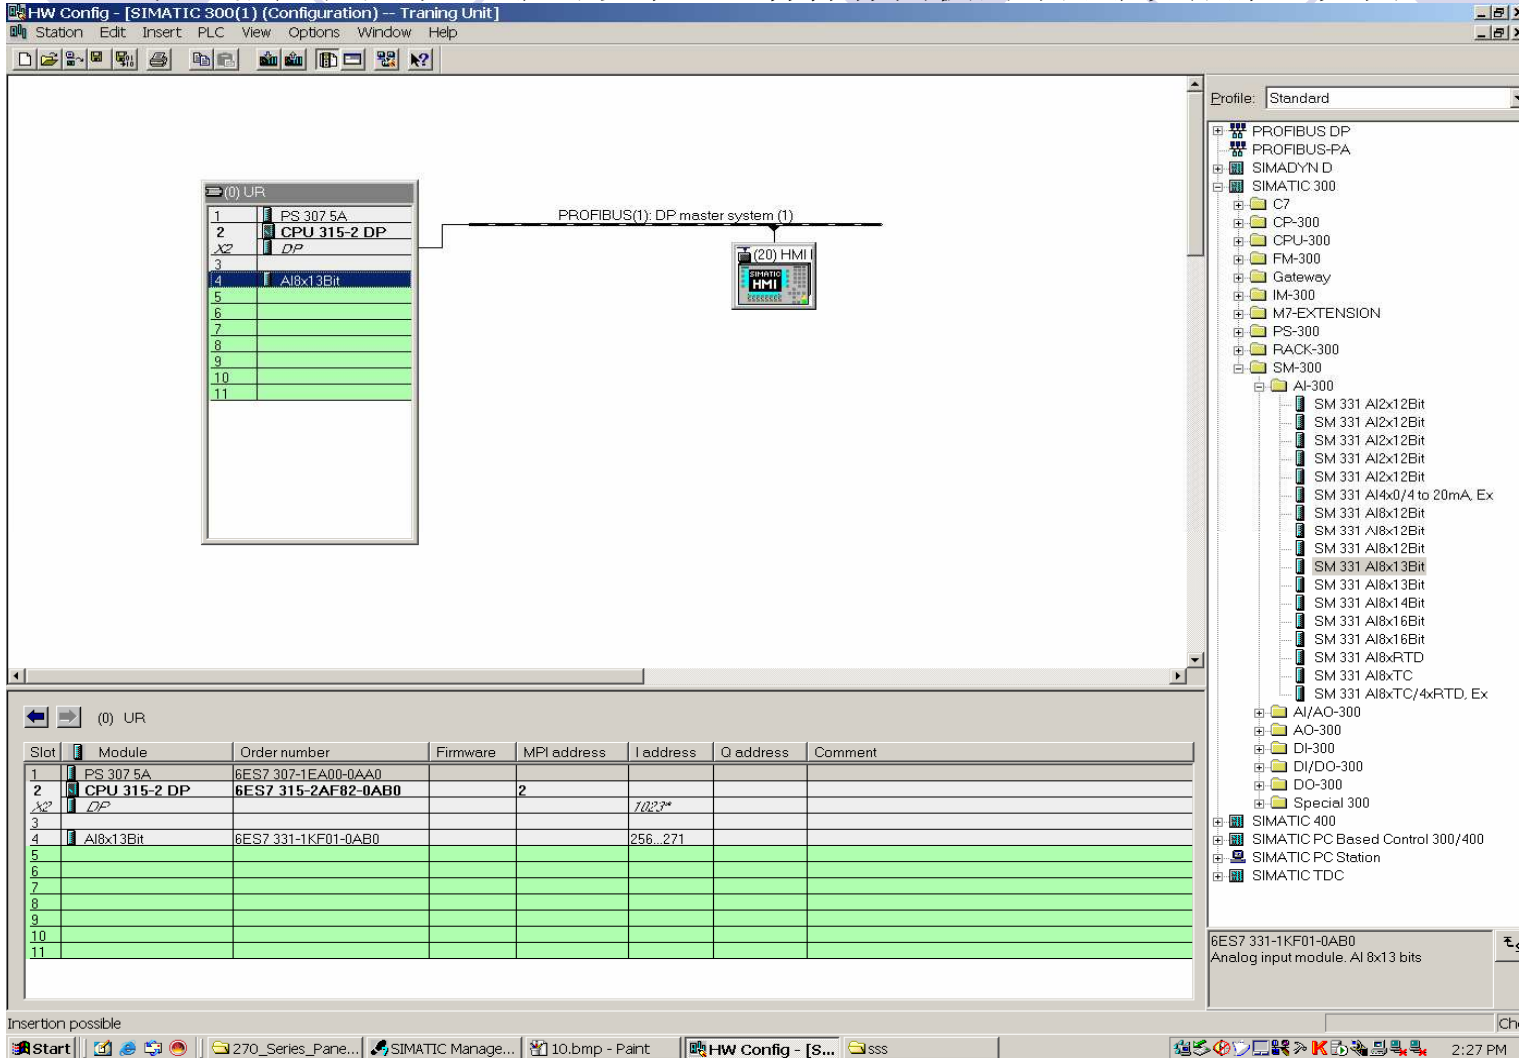 HW Config - [SIMATIC 300(1) (Configuration) -- Traning Unit]
Station Edit Insert PLC View Options Window Help
(0) UR
1 PS 307 5A
2 CPU 315-2 DP
X2 DP
3
4 AI8x13Bit
5
6
7
8
9
10
11
PROFIBUS(1): DP master system (1)
(20) HMI
SIMATIC
HMI
Profile: Standard
PROFIBUS DP
PROFIBUS-PA
SIMADYN D
SIMATIC 300
C7
CP-300
CPU-300
FM-300
Gateway
IM-300
M7-EXTENSION
PS-300
RACK-300
SM-300
AI-300
SM 331 AI2x12Bit
SM 331 AI2x12Bit
SM 331 AI2x12Bit
SM 331 AI2x12Bit
SM 331 AI2x12Bit
SM 331 AI4x0/4 to 20mA, Ex
SM 331 AI8x12Bit
SM 331 AI8x12Bit
SM 331 AI8x12Bit
SM 331 AI8x13Bit
SM 331 AI8x13Bit
SM 331 AI8x14Bit
SM 331 AI8x16Bit
SM 331 AI8x16Bit
SM 331 AI8xRTD
SM 331 AI8xTC
SM 331 AI8xTC/4xRTD, Ex
AI/AO-300
AO-300
DI-300
DI/DO-300
DO-300
Special 300
SIMATIC 400
SIMATIC PC Based Control 300/400
SIMATIC PC Station
SIMATIC TDC
6ES7 331-1KF01-0AB0
Analog input module. AI 8x13 bits
(0) UR
Slot Module Order number Firmware MPI address I address Q address Comment
1 PS 307 5A 6ES7 307-1EA00-0AA0
2 CPU 315-2 DP 6ES7 315-2AF82-0AB0 2
X2 DP 1023*
3
4 AI8x13Bit 6ES7 331-1KF01-0AB0 256...271
5
6
7
8
9
10
11
Insertion possible
Ch
Start 270_Series_Pane... SIMATIC Manage... 10.bmp - Paint HW Config - [S... sss 2:27 PM